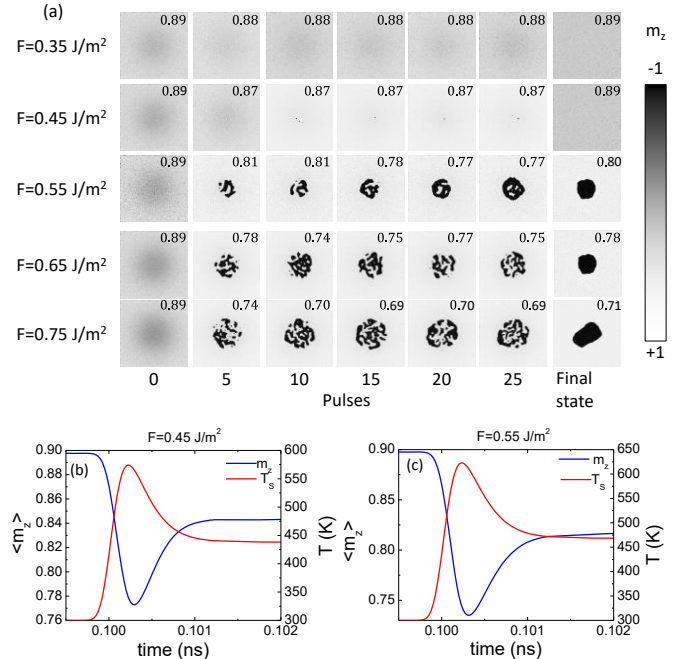 (a)
m_z
F=0.35 J/m² 0.89 0.88 0.88 0.88 0.88 0.88 0.89
-1
F=0.45 J/m² 0.89 0.87 0.87 0.87 0.87 0.87 0.89
F=0.55 J/m² 0.89 0.81 0.81 0.78 0.77 0.77 0.80
F=0.65 J/m² 0.89 0.78 0.74 0.75 0.77 0.75 0.78
F=0.75 J/m² 0.89 0.74 0.70 0.69 0.70 0.69 0.71
+1
0 5 10 15 20 25 Final state
Pulses
F=0.45 J/m²
(b)
m_z
T_s
0.90
0.88
0.84
0.80
0.76
<m_z>
600
550
500
450
400
350
300
T (K)
0.100 0.101 0.102
time (ns)
F=0.55 J/m²
(c)
m_z
T_s
0.90
0.85
0.80
0.75
<m_z>
650
600
550
500
450
400
350
300
T (K)
0.100 0.101 0.102
time (ns)